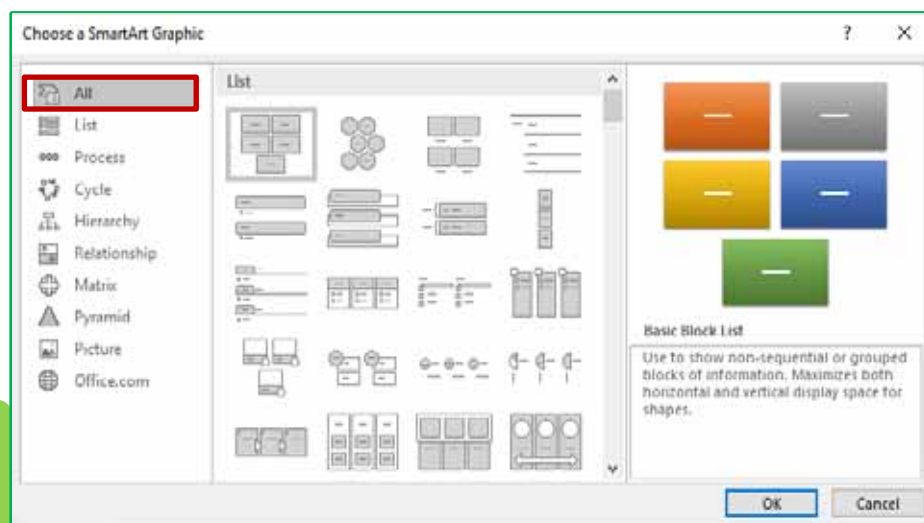 Choose a SmartArt Graphic
All
List
Process
Cycle
Hierarchy
Relationship
Matrix
Pyramid
Picture
Office.com
List
Basic Block List
Use to show non-sequential or grouped
blocks of information. Maximizes both
horizontal and vertical display space for
shapes.
OK
Cancel